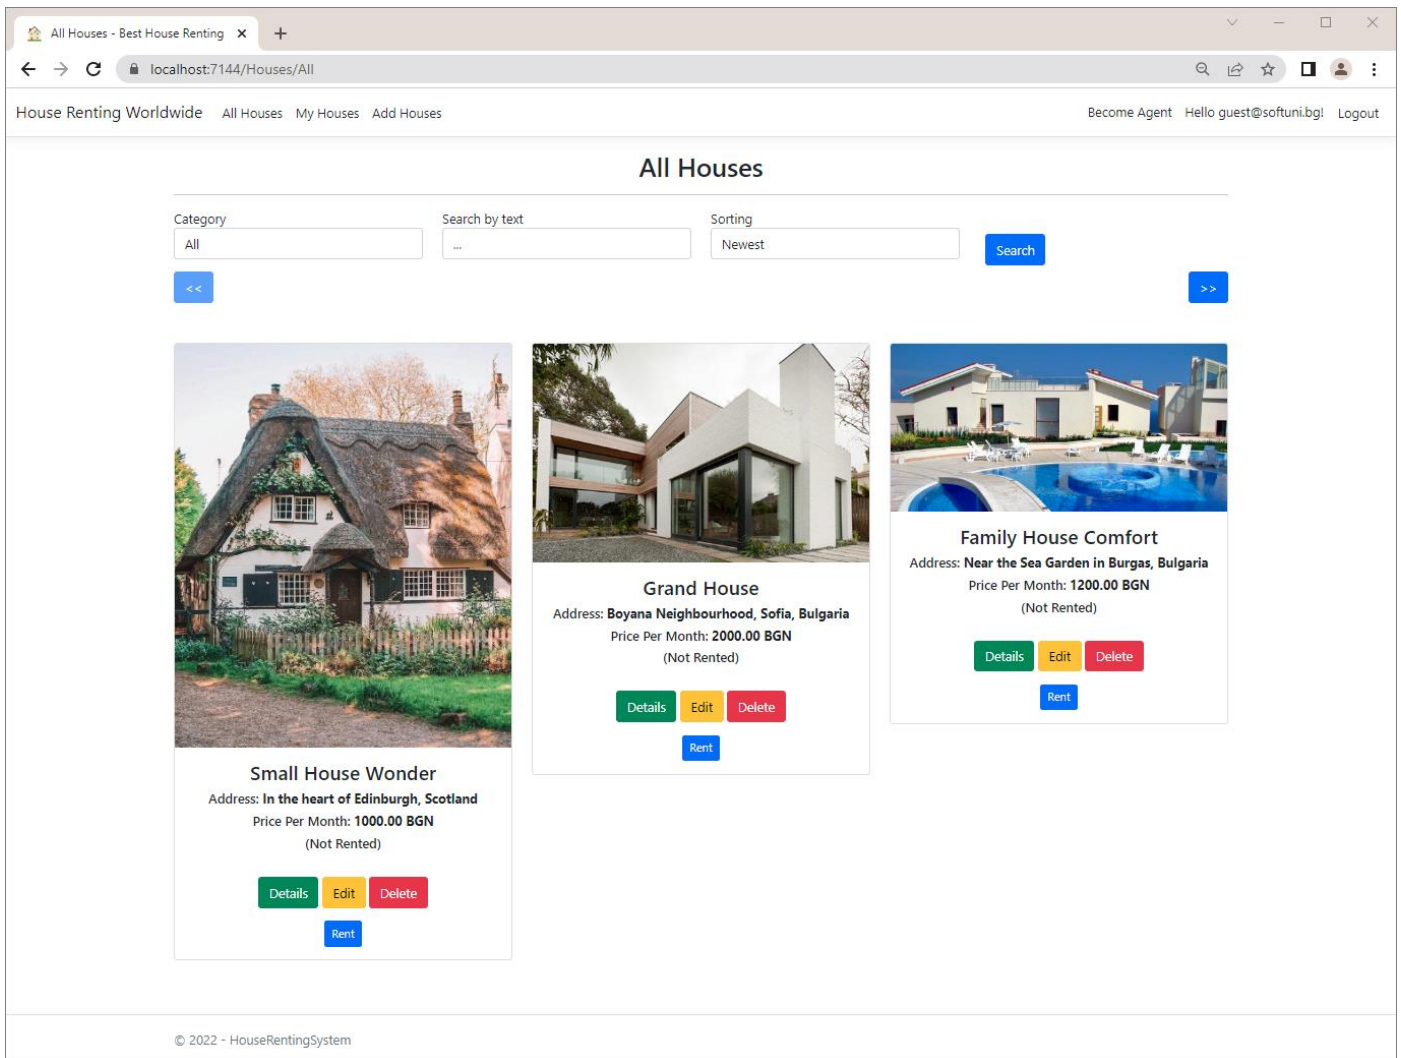 All Houses - Best House Renting
localhost:7144/Houses/All
House Renting Worldwide All Houses My Houses Add Houses Become Agent Hello guest@softuni.bg! Logout
All Houses
Category Search by text Sorting
All ... Newest Search
<< >>
Small House Wonder
Address: In the heart of Edinburgh, Scotland
Price Per Month: 1000.00 BGN
(Not Rented)
Details Edit Delete
Rent
Grand House
Address: Boyana Neighbourhood, Sofia, Bulgaria
Price Per Month: 2000.00 BGN
(Not Rented)
Details Edit Delete
Rent
Family House Comfort
Address: Near the Sea Garden in Burgas, Bulgaria
Price Per Month: 1200.00 BGN
(Not Rented)
Details Edit Delete
Rent
© 2022 - HouseRentingSystem